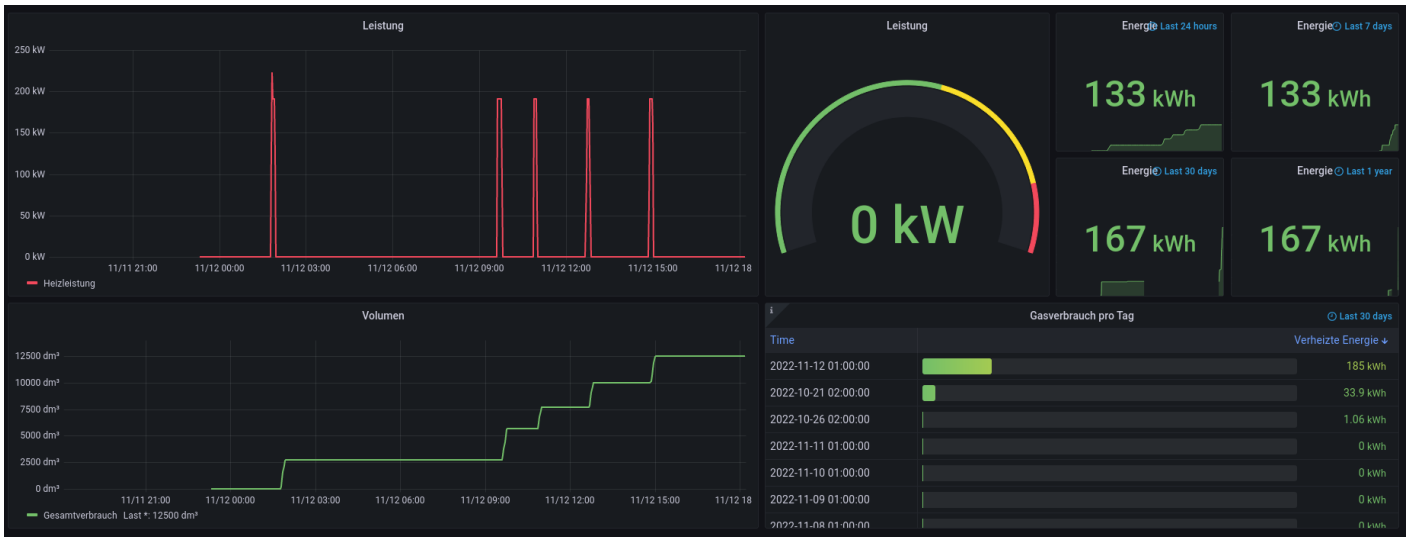 Leistung
250 kW
200 kW
150 kW
100 kW
50 kW
0 kW
11/11 21:00 11/12 00:00 11/12 03:00 11/12 06:00 11/12 09:00 11/12 12:00 11/12 15:00 11/12 18
Heizleistung
Leistung
0 kW
Energie Last 24 hours
133 kWh
Energie Last 7 days
133 kWh
Energie Last 30 days
167 kWh
Energie Last 1 year
167 kWh
Volumen
12500 dm³
10000 dm³
7500 dm³
5000 dm³
2500 dm³
0 dm³
11/11 21:00 11/12 00:00 11/12 03:00 11/12 06:00 11/12 09:00 11/12 12:00 11/12 15:00 11/12 18
Gesamtverbrauch Last *: 12500 dm³
i
Gasverbrauch pro Tag Last 30 days
Time Verheizte Energie ↓
2022-11-12 01:00:00 185 kWh
2022-10-21 02:00:00 33.9 kWh
2022-10-26 02:00:00 1.06 kWh
2022-11-11 01:00:00 0 kWh
2022-11-10 01:00:00 0 kWh
2022-11-09 01:00:00 0 kWh
2022-11-08 01:00:00 0 kWh